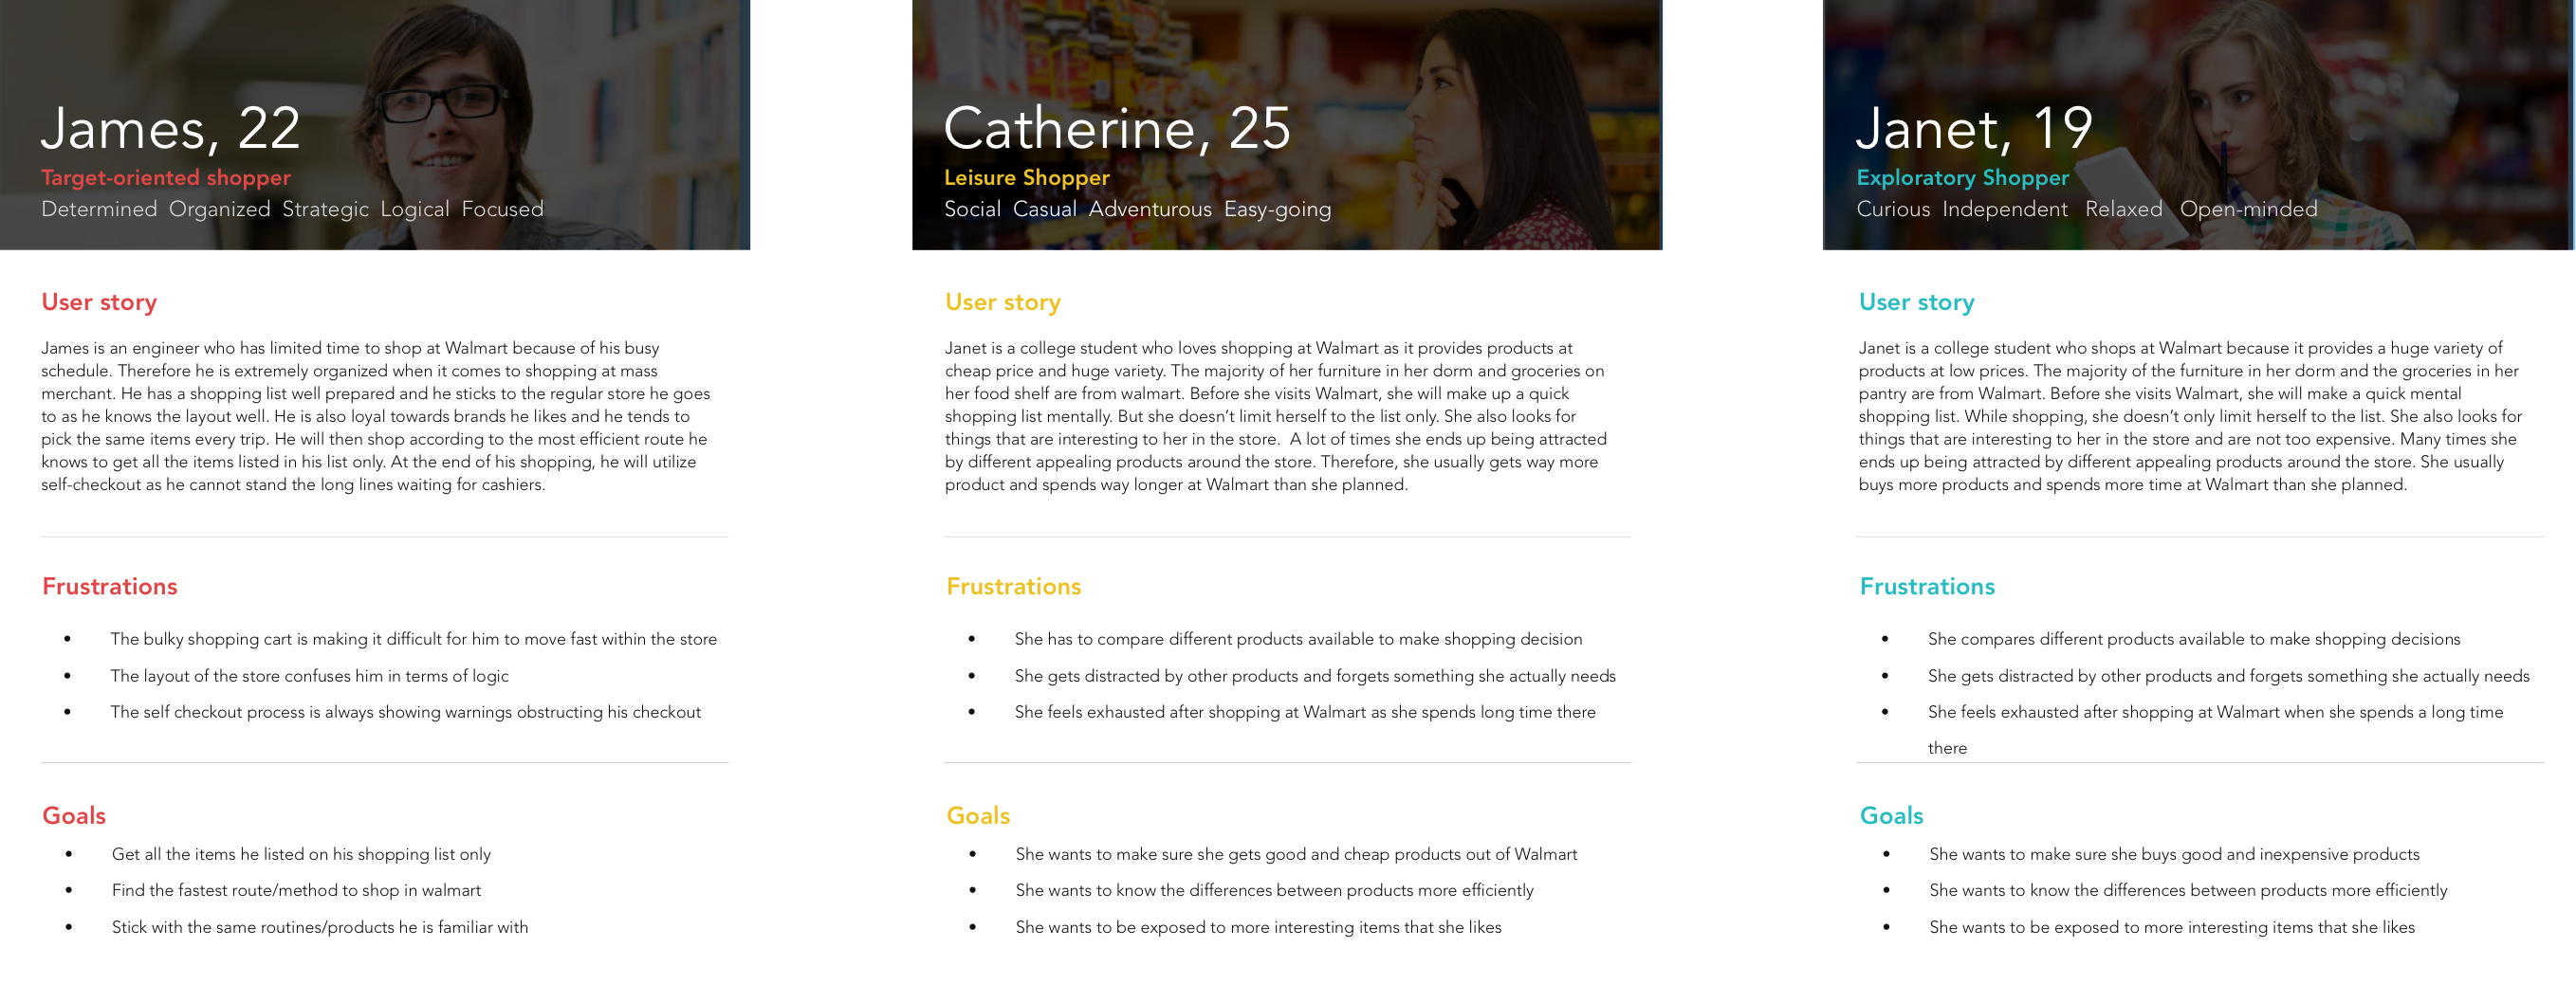 James, 22
Target-oriented shopper
Determined Organized Strategic Logical Focused
User story
James is an engineer who has limited time to shop at Walmart because of his busy
schedule. Therefore he is extremely organized when it comes to shopping at mass
merchant. He has a shopping list well prepared and he sticks to the regular store he goes
to as he knows the layout well. He is also loyal towards brands he likes and he tends to
pick the same items every trip. He will then shop according to the most efficient route he
knows to get all the items listed in his list only. At the end of his shopping, he will utilize
self-checkout as he cannot stand the long lines waiting for cashiers.
Frustrations
• The bulky shopping cart is making it difficult for him to move fast within the store
• The layout of the store confuses him in terms of logic
• The self checkout process is always showing warnings obstructing his checkout
Goals
• Get all the items he listed on his shopping list only
• Find the fastest route/method to shop in walmart
• Stick with the same routines/products he is familiar with
Catherine, 25
Leisure Shopper
Social Casual Adventurous Easy-going
User story
Janet is a college student who loves shopping at Walmart as it provides products at
cheap price and huge variety. The majority of her furniture in her dorm and groceries on
her food shelf are from walmart. Before she visits Walmart, she will make up a quick
shopping list mentally. But she doesn’t limit herself to the list only. She also looks for
things that are interesting to her in the store.  A lot of times she ends up being attracted
by different appealing products around the store. Therefore, she usually gets way more
product and spends way longer at Walmart than she planned.
Frustrations
• She has to compare different products available to make shopping decision
• She gets distracted by other products and forgets something she actually needs
• She feels exhausted after shopping at Walmart as she spends long time there
Goals
• She wants to make sure she gets good and cheap products out of Walmart
• She wants to know the differences between products more efficiently
• She wants to be exposed to more interesting items that she likes
Janet, 19
Exploratory Shopper
Curious Independent Relaxed Open-minded
User story
Janet is a college student who shops at Walmart because it provides a huge variety of
products at low prices. The majority of the furniture in her dorm and the groceries in her
pantry are from Walmart. Before she visits Walmart, she will make a quick mental
shopping list. While shopping, she doesn’t only limit herself to the list. She also looks for
things that are interesting to her in the store and are not too expensive. Many times she
ends up being attracted by different appealing products around the store. She usually
buys more products and spends more time at Walmart than she planned.
Frustrations
• She compares different products available to make shopping decisions
• She gets distracted by other products and forgets something she actually needs
• She feels exhausted after shopping at Walmart when she spends a long time
there
Goals
• She wants to make sure she buys good and inexpensive products
• She wants to know the differences between products more efficiently
• She wants to be exposed to more interesting items that she likes